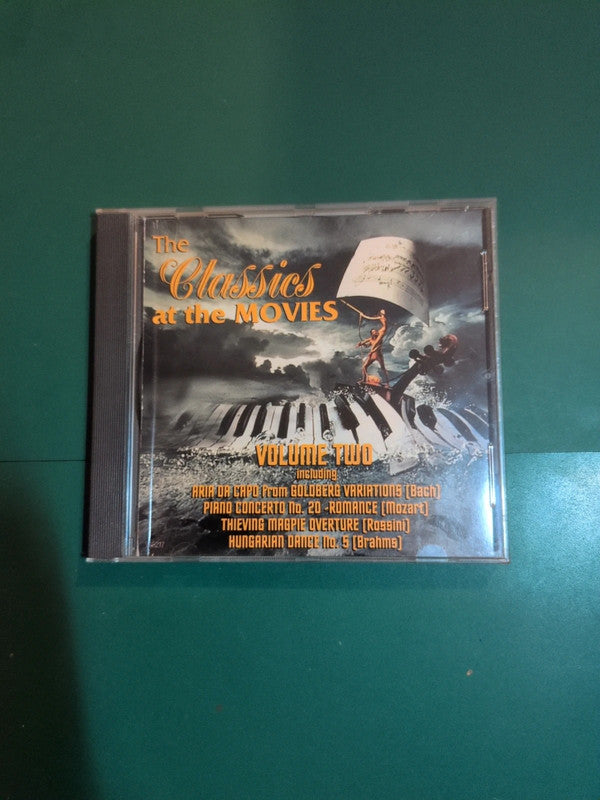 The
Classics
at the MOVIES
VOLUME TWO
including
ARIA DA CAPO from GOLDBERG VARIATIONS (Bach)
PIANO CONCERTO No. 20 -ROMANCE (Mozart)
THIEVING MAGPIE OVERTURE (Rossini)
HUNGARIAN DANCE No. 5 (Brahms)